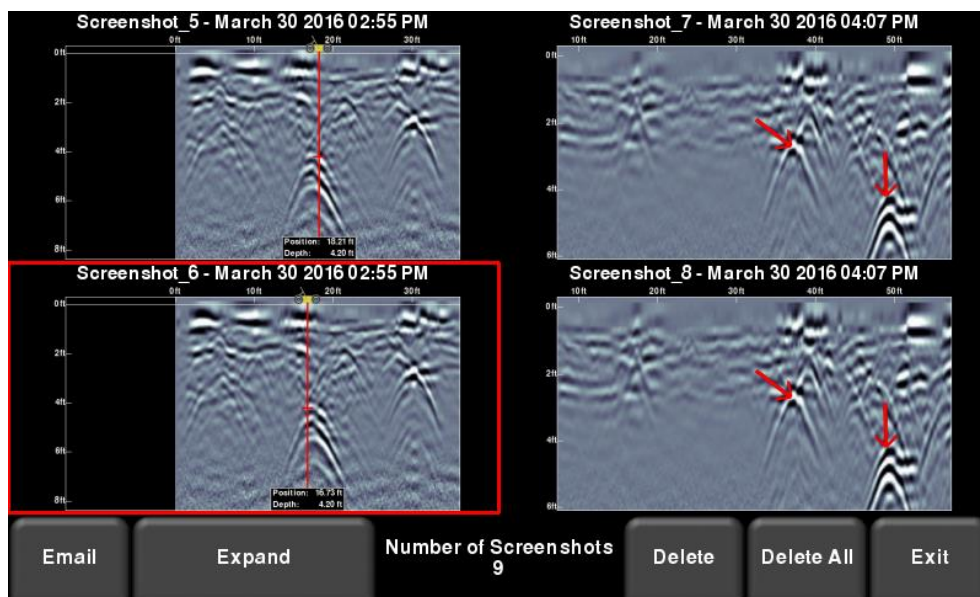 Screenshot_5 - March 30 2016 02:55 PM
0ft 10ft 20ft 30ft
0ft
2ft
4ft
6ft
8ft
Position: 18.21 ft
Depth: 4.20 ft
Screenshot_7 - March 30 2016 04:07 PM
10ft 20ft 30ft 40ft 50ft
0ft
2ft
4ft
6ft
Screenshot_6 - March 30 2016 02:55 PM
0ft 10ft 20ft 30ft
0ft
2ft
4ft
6ft
8ft
Position: 16.73 ft
Depth: 4.20 ft
Screenshot_8 - March 30 2016 04:07 PM
10ft 20ft 30ft 40ft 50ft
0ft
2ft
4ft
6ft
Email
Expand
Number of Screenshots
9
Delete
Delete All
Exit